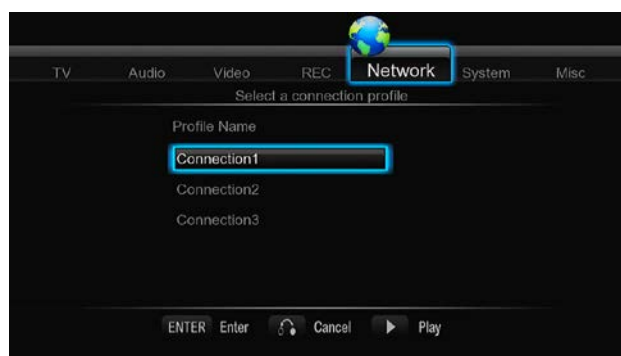 TV Audio Video REC Network System Misc
Select a connection profile
Profile Name
Connection1
Connection2
Connection3
ENTER Enter Cancel Play